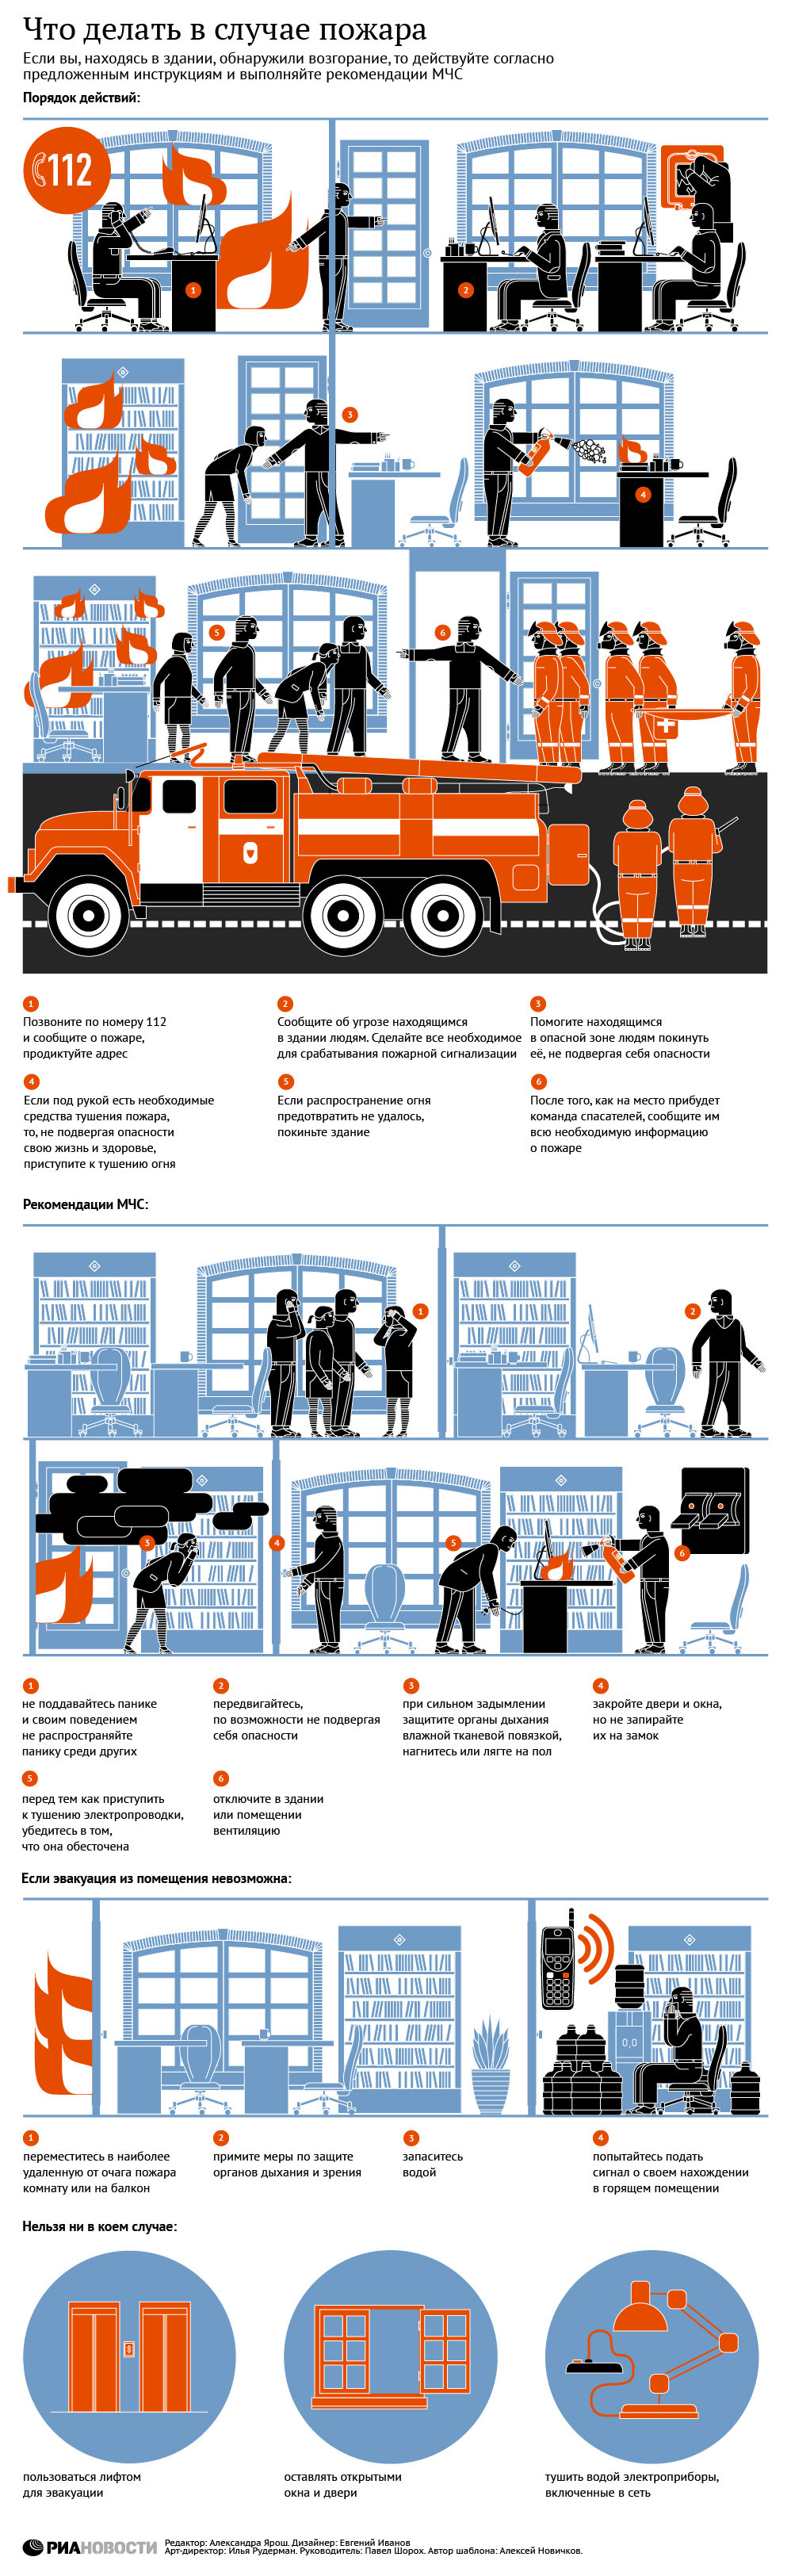 Что делать в случае пожара
Если вы, находясь в здании, обнаружили возгорание, то действуйте согласно
предложенным инструкциям и выполняйте рекомендации МЧС
Порядок действий:
112
1
2
3
4
5
6
1
Позвоните по номеру 112
и сообщите о пожаре,
продиктуйте адрес
2
Сообщите об угрозе находящимся
в здании людям. Сделайте все необходимое
для срабатывания пожарной сигнализации
3
Помогите находящимся
в опасной зоне людям покинуть
её, не подвергая себя опасности
4
Если под рукой есть необходимые
средства тушения пожара,
то, не подвергая опасности
свою жизнь и здоровье,
приступите к тушению огня
5
Если распространение огня
предотвратить не удалось,
покиньте здание
6
После того, как на место прибудет
команда спасателей, сообщите им
всю необходимую информацию
о пожаре
Рекомендации МЧС:
1
2
3
4
5
6
1
не поддавайтесь панике
и своим поведением
не распространяйте
панику среди других
2
передвигайтесь,
по возможности не подвергая
себя опасности
3
при сильном задымлении
защитите органы дыхания
влажной тканевой повязкой,
нагнитесь или лягте на пол
4
закройте двери и окна,
но не запирайте
их на замок
5
перед тем как приступить
к тушению электропроводки,
убедитесь в том,
что она обесточена
6
отключите в здании
или помещении
вентиляцию
Если эвакуация из помещения невозможна:
0,0
1
переместитесь в наиболее
удаленную от очага пожара
комнату или на балкон
2
примите меры по защите
органов дыхания и зрения
3
запаситесь
водой
4
попытайтесь подать
сигнал о своем нахождении
в горящем помещении
Нельзя ни в коем случае:
пользоваться лифтом
для эвакуации
оставлять открытыми
окна и двери
тушить водой электроприборы,
включенные в сеть
РИАНОВОСТИ
Редактор: Александра Ярош. Дизайнер: Евгений Иванов
Арт-директор: Илья Рудерман. Руководитель: Павел Шорох. Автор шаблона: Алексей Новичков.